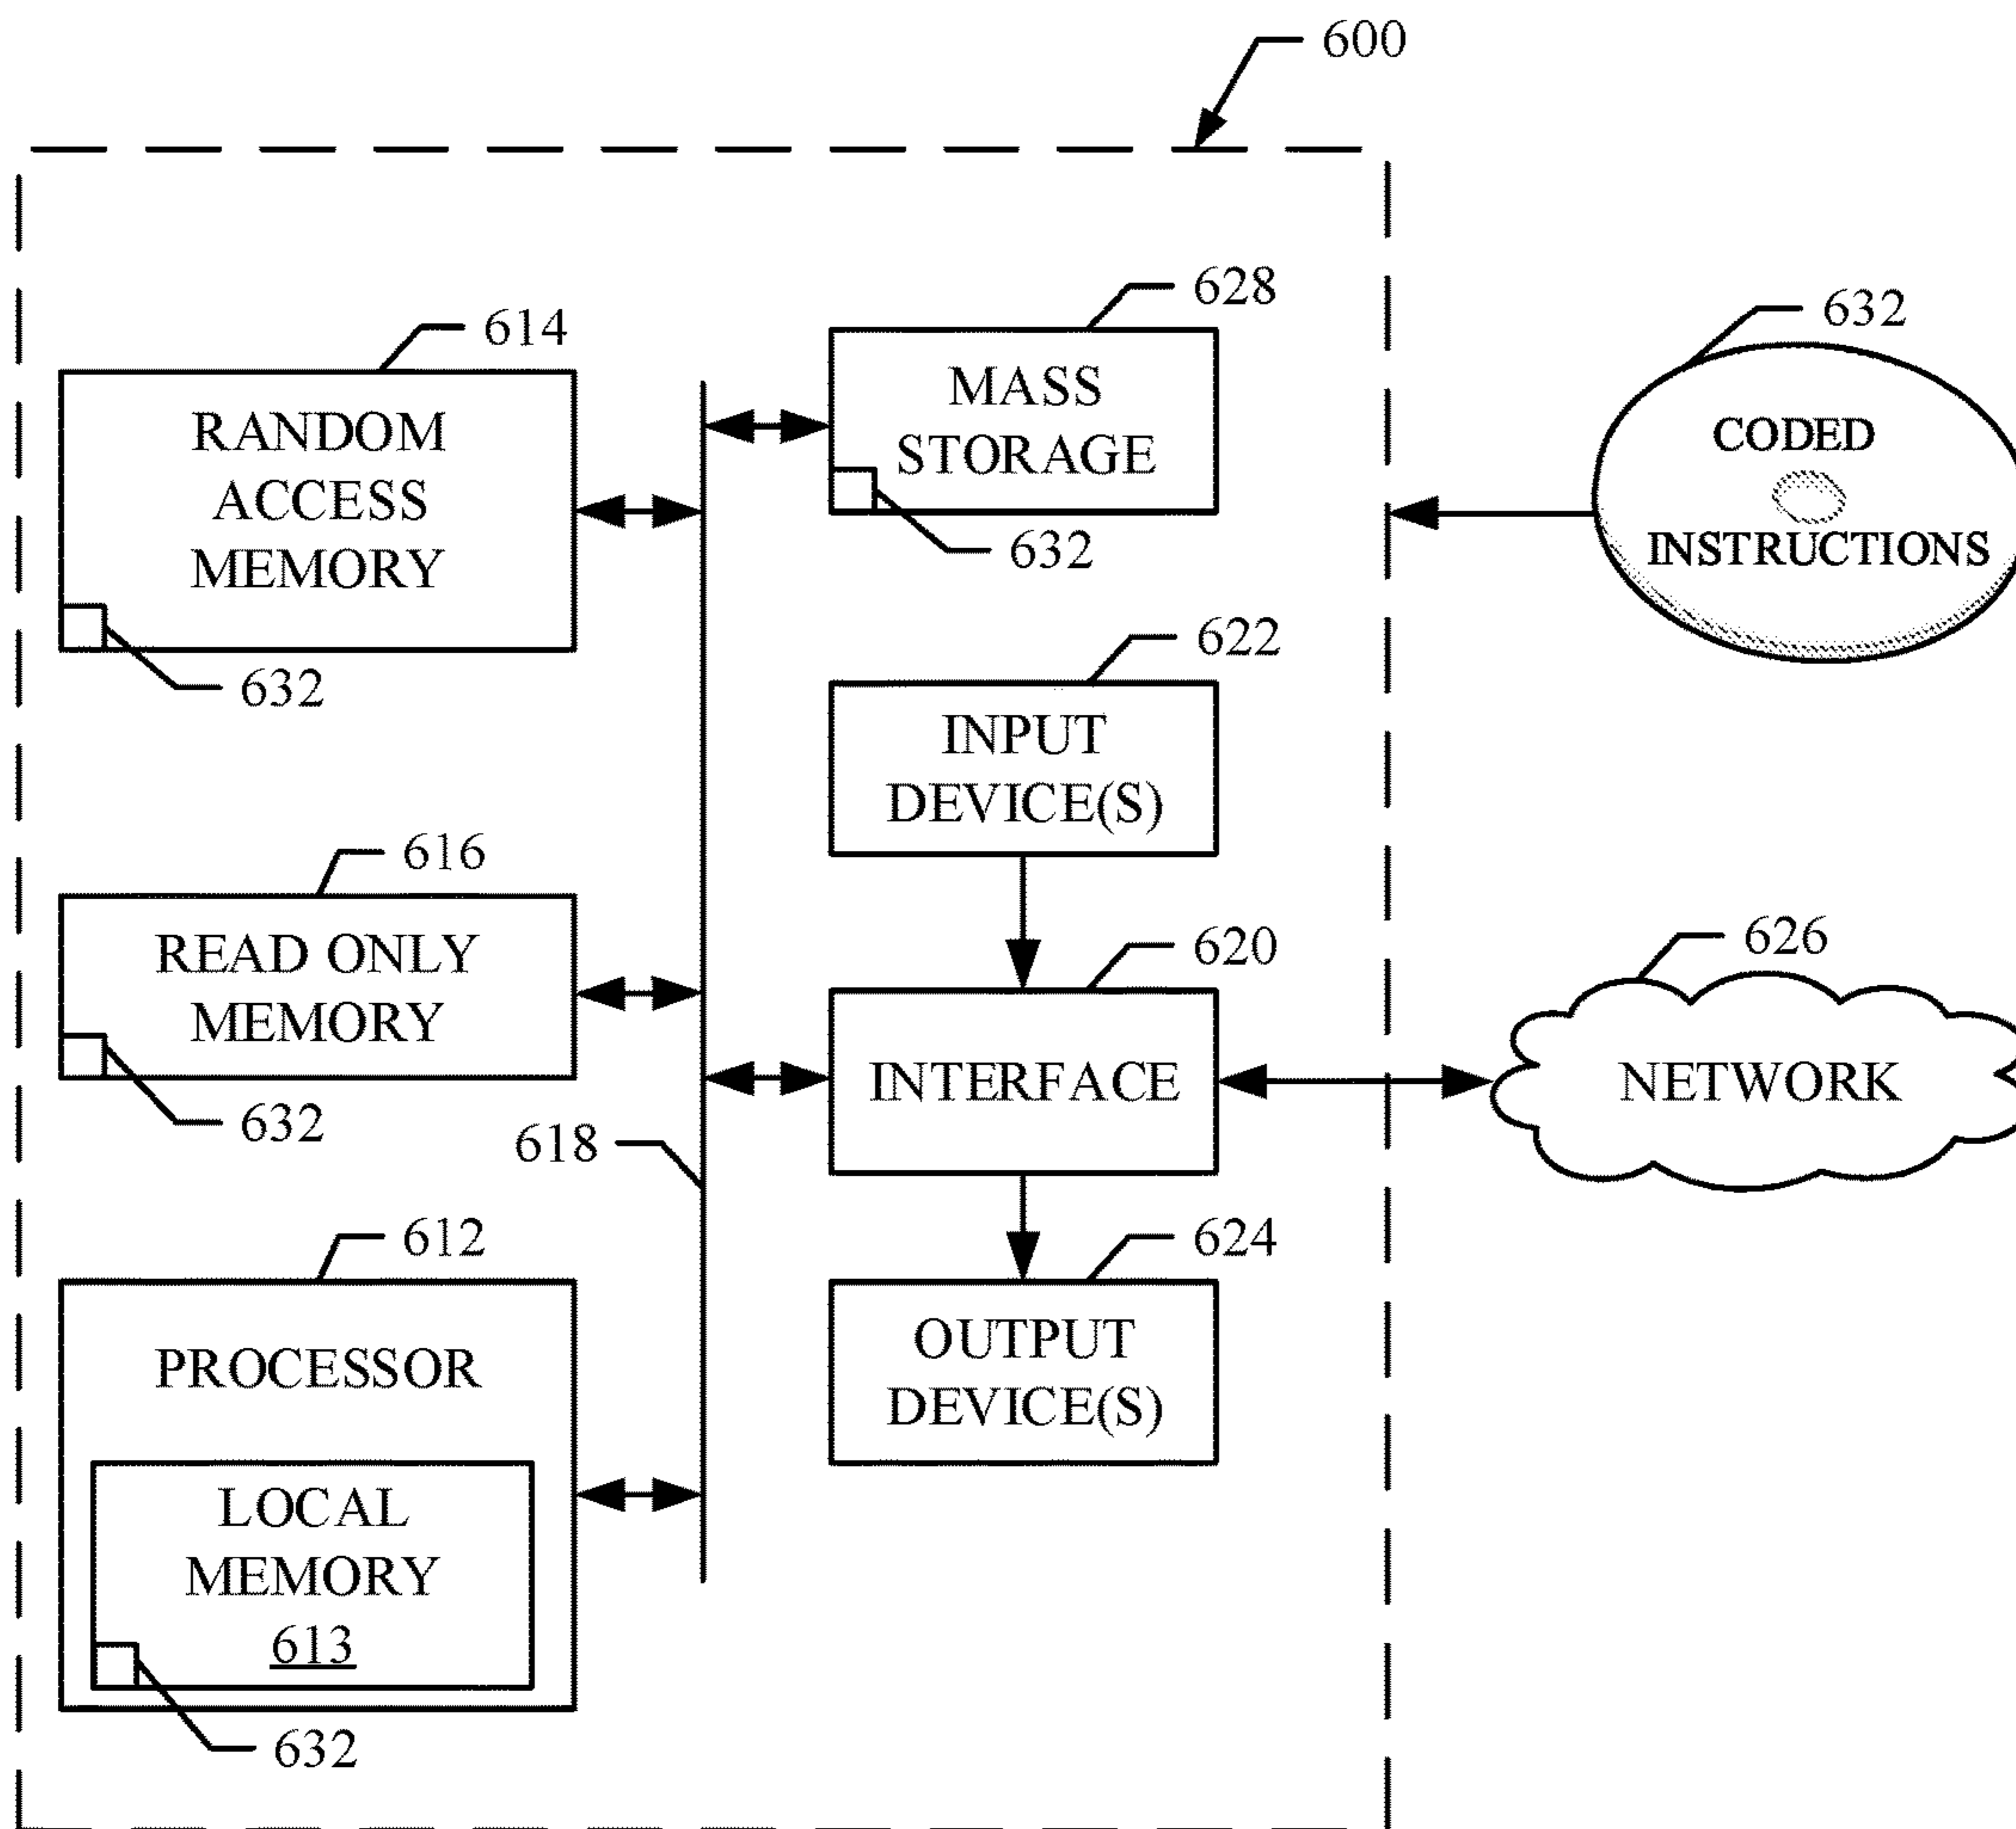 600
628
MASS
STORAGE
632
614
RANDOM
ACCESS
MEMORY
632
632
CODED
INSTRUCTIONS
622
INPUT
DEVICE(S)
616
READ ONLY
MEMORY
632
620
INTERFACE
626
NETWORK
618
612
PROCESSOR
LOCAL
MEMORY
613
632
624
OUTPUT
DEVICE(S)